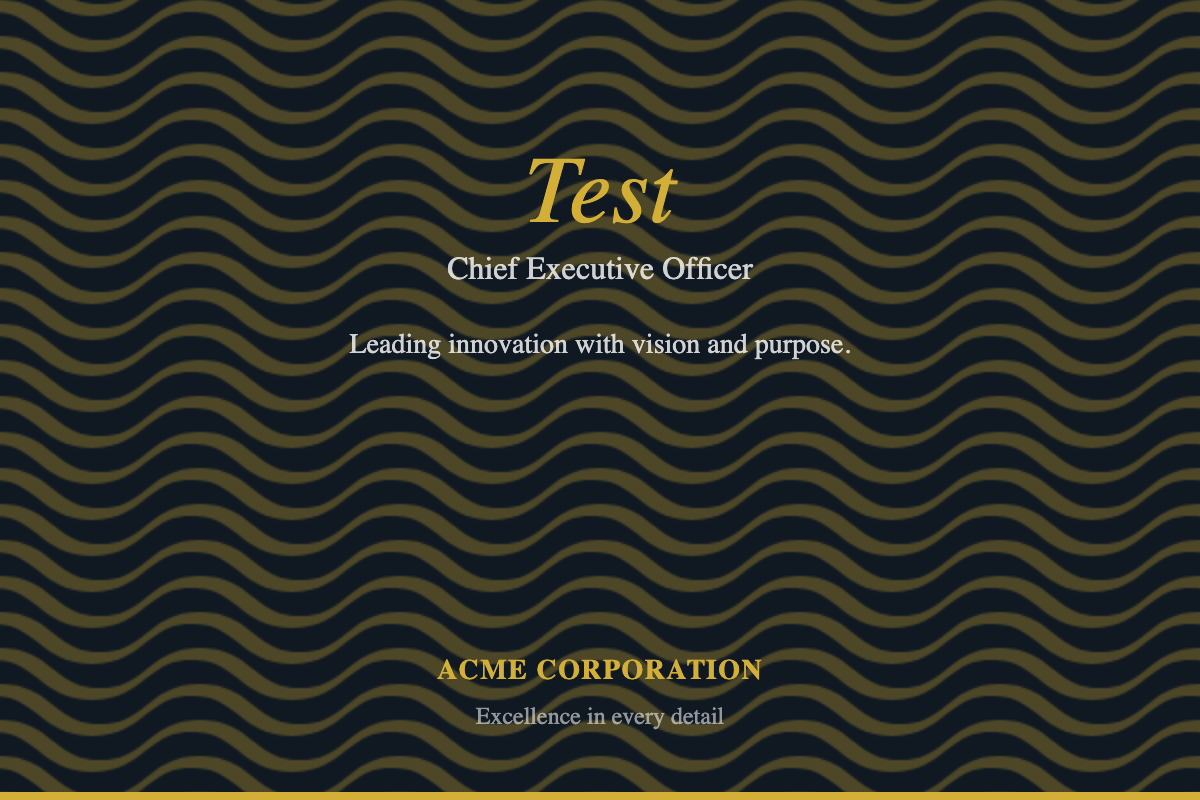 Test
Chief Executive Officer
Leading innovation with vision and purpose.
ACME CORPORATION
Excellence in every detail